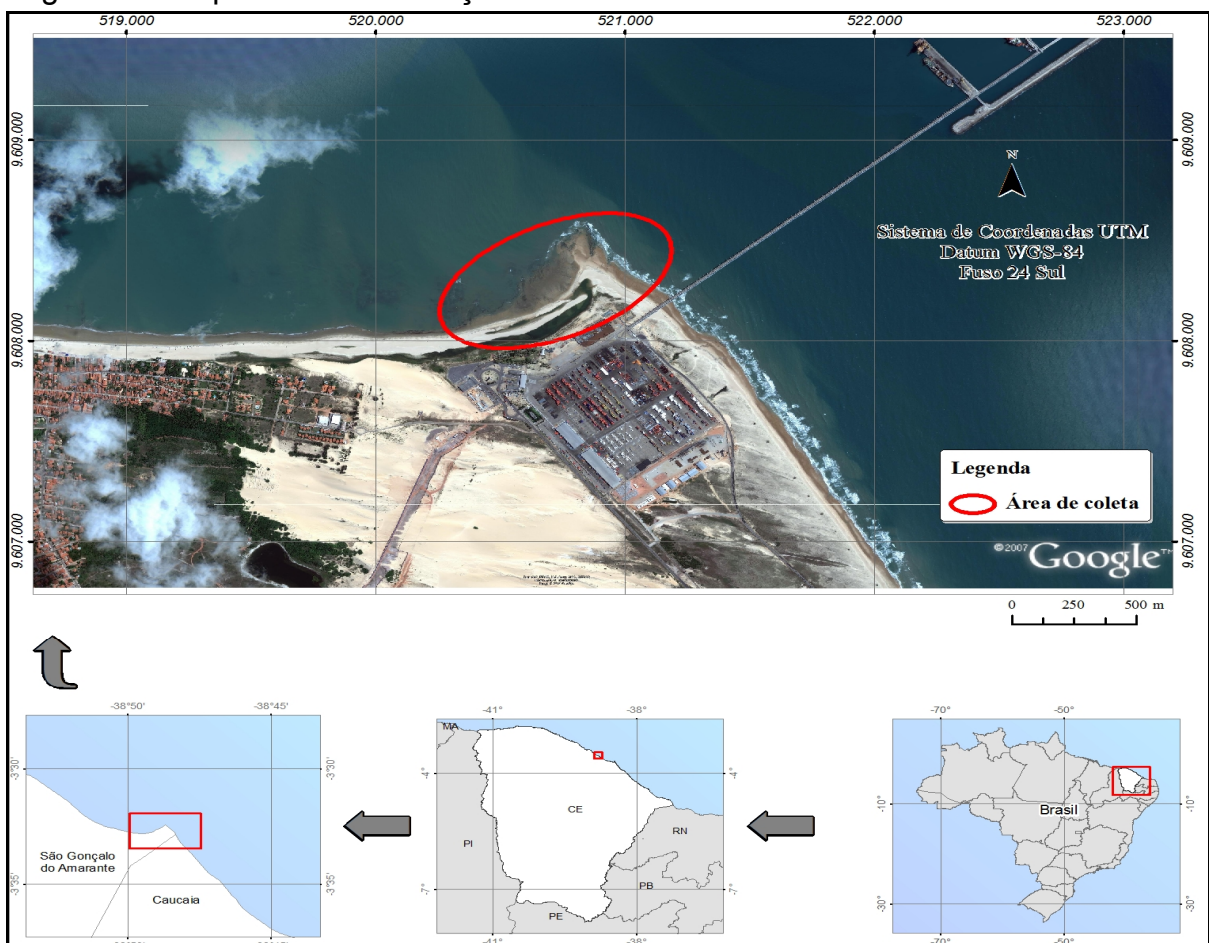 519.000 520.000 521.000 522.000 523.000
9.609.000 9.609.000
N
Sistema de Coordenadas UTM
Datum WGS-84
Fuso 24 Sul
9.608.000 9.608.000
Legenda
Área de coleta
9.607.000 9.607.000
©2007 Google™
0 250 500 m
-38°50' -38°45'
-3°30' -3°30'
São Gonçalo
do Amarante
Caucaia
-3°35' -3°35'
-41° -38°
MA
-4° -4°
CE
RN
PI
PB
-7° -7°
PE
-41° -38°
-70° -50°
Brasil
-10° -10°
-30° -30°
-70° -50°